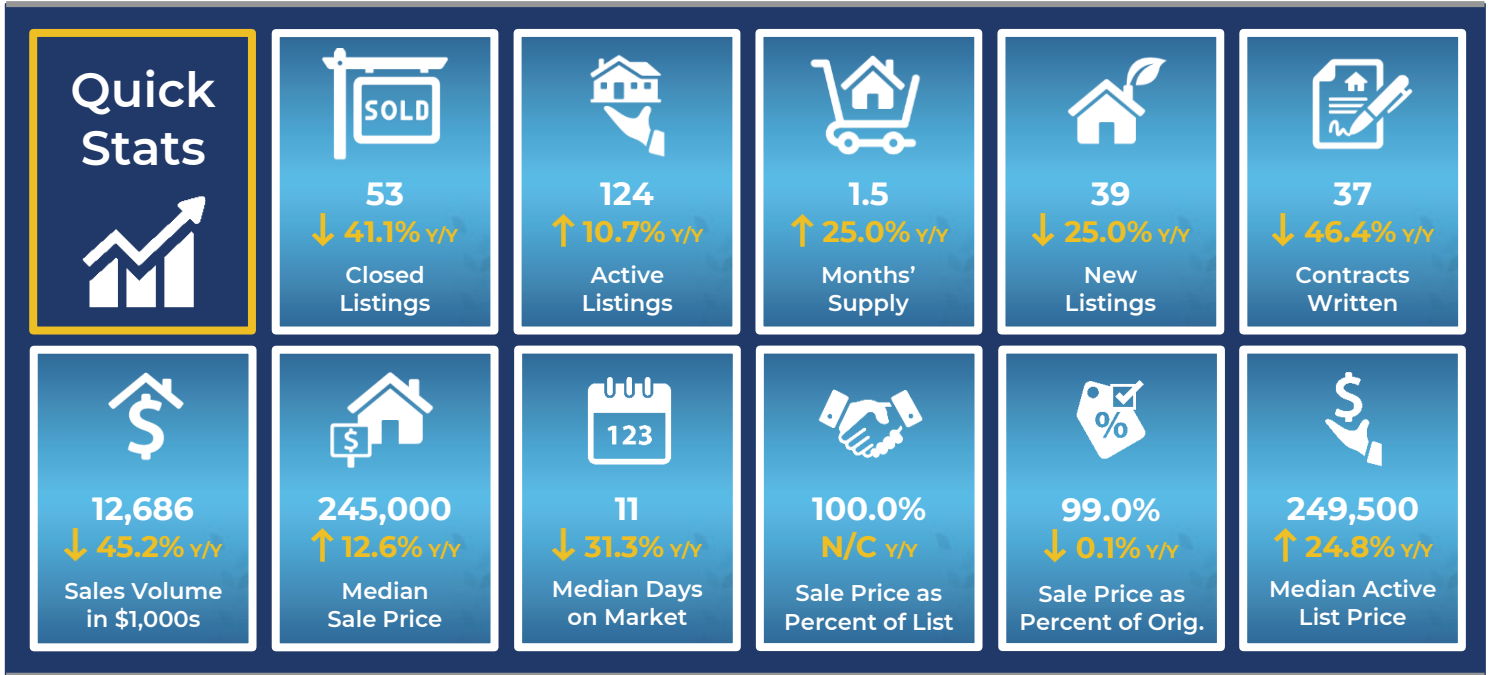 Quick
Stats
SOLD
53
↓ 41.1% Y/Y
Closed
Listings
124
↑ 10.7% Y/Y
Active
Listings
1.5
↑ 25.0% Y/Y
Months’
Supply
39
↓ 25.0% Y/Y
New
Listings
37
↓ 46.4% Y/Y
Contracts
Written
$
12,686
↓ 45.2% Y/Y
Sales Volume
in $1,000s
$
245,000
↑ 12.6% Y/Y
Median
Sale Price
123
11
↓ 31.3% Y/Y
Median Days
on Market
100.0%
N/C Y/Y
Sale Price as
Percent of List
%
99.0%
↓ 0.1% Y/Y
Sale Price as
Percent of Orig.
$
249,500
↑ 24.8% Y/Y
Median Active
List Price